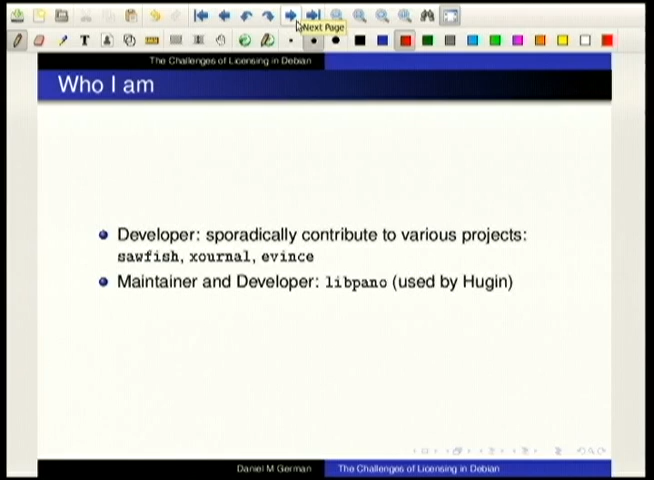 Next Page
T
The Challenges of Licensing in Debian
Who I am
Developer: sporadically contribute to various projects:
sawfish, xournal, evince
Maintainer and Developer: libpano (used by Hugin)
Daniel M German
The Challenges of Licensing in Debian